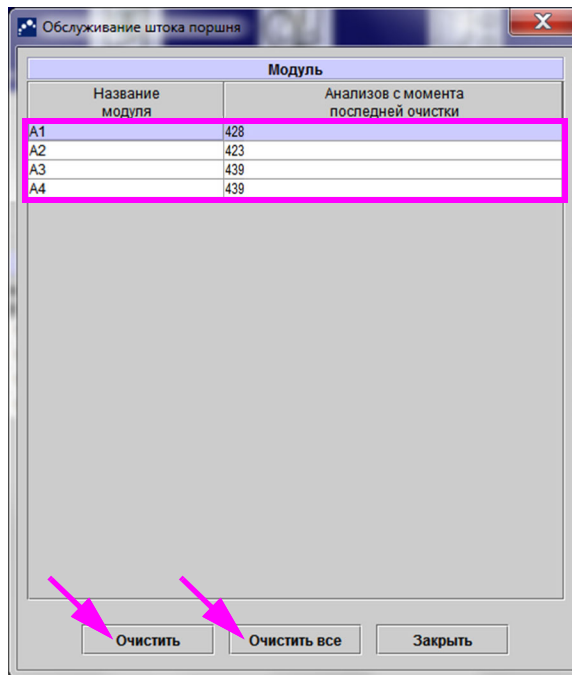 Обслуживание штока поршня
Модуль
Название модуля
Анализов с момента последней очистки
A1 428
A2 423
A3 439
A4 439
Очистить Очистить все Закрыть